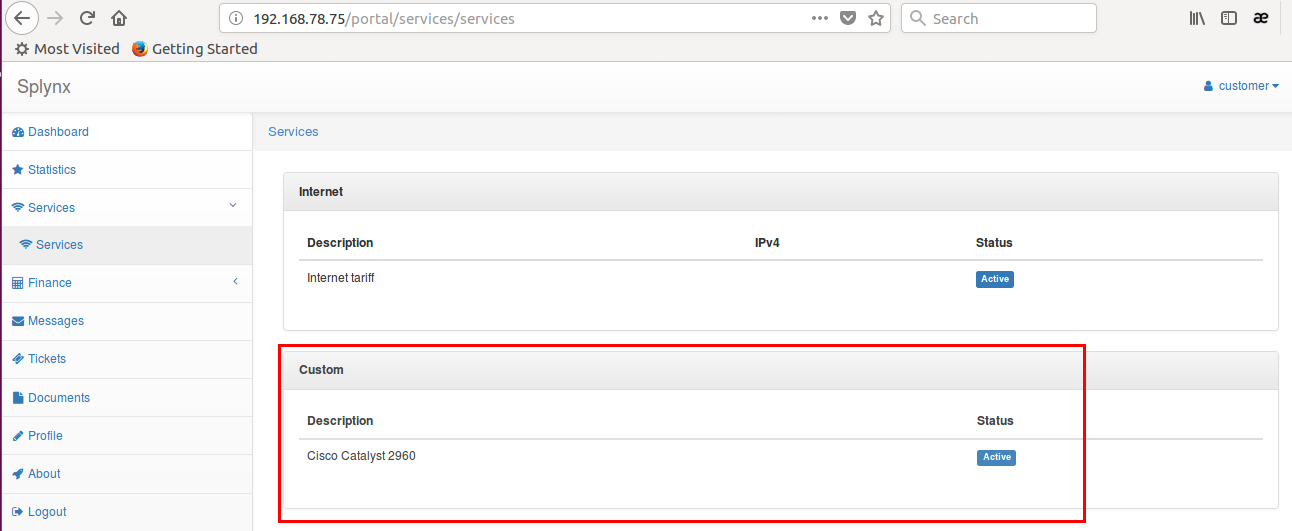 192.168.78.75/portal/services/services
Search
Most Visited
Getting Started
Splynx
customer
Dashboard
Statistics
Services
Services
Finance
Messages
Tickets
Documents
Profile
About
Logout
Services
Internet
Description IPv4 Status
Internet tariff Active
Custom
Description Status
Cisco Catalyst 2960 Active